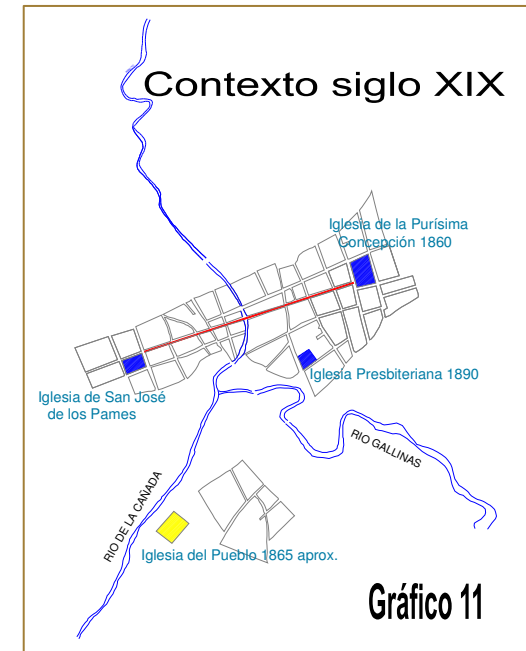 Contexto siglo XIX
Iglesia de la Purísima
Concepción 1860
Iglesia Presbiteriana 1890
Iglesia de San José
de los Pames
RIO GALLINAS
RIO DE LA CAÑADA
Iglesia del Pueblo 1865 aprox.
Gráfico 11